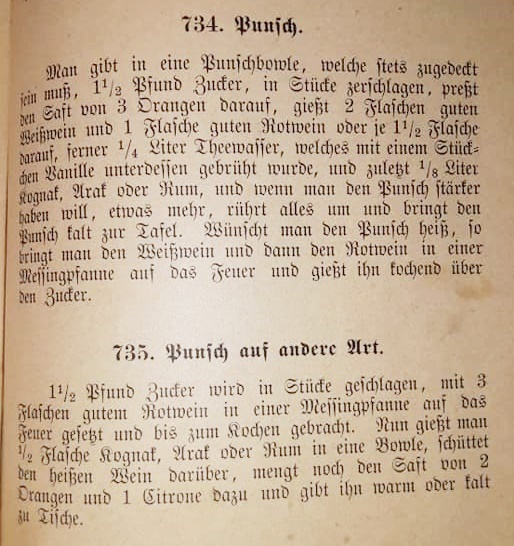 734. Punsch.
Man gibt in eine Punschbowle, welche stets zugedeckt
sein muß, 1 1/2 Pfund Zucker, in Stücke zerschlagen, preßt
den Saft von 3 Orangen darauf, gießt 2 Flaschen guten
Weißwein und 1 Flasche guten Rotwein oder je 1 1/2 Flasche
darauf, ferner 1/4 Liter Theewasser, welches mit einem Stück-
chen Vanille unterdessen gebrüht wurde, und zuletzt 1/8 Liter
Kognak, Arak oder Rum, und wenn man den Punsch stärker
haben will, etwas mehr, rührt alles um und bringt den
Punsch kalt zur Tafel. Wünscht man den Punsch heiß, so
bringt man den Weißwein und dann den Rotwein in einer
Messingpfanne auf das Feuer und gießt ihn kochend über
den Zucker.
735. Punsch auf andere Art.
1 1/2 Pfund Zucker wird in Stücke geschlagen, mit 3
Flaschen gutem Rotwein in einer Messingpfanne auf das
Feuer gesetzt und bis zum Kochen gebracht. Nun gießt man
1/2 Flasche Kognak, Arak oder Rum in eine Bowle, schüttet
den heißen Wein darüber, mengt noch den Saft von 2
Orangen und 1 Citrone dazu und gibt ihn warm oder kalt
zu Tische.